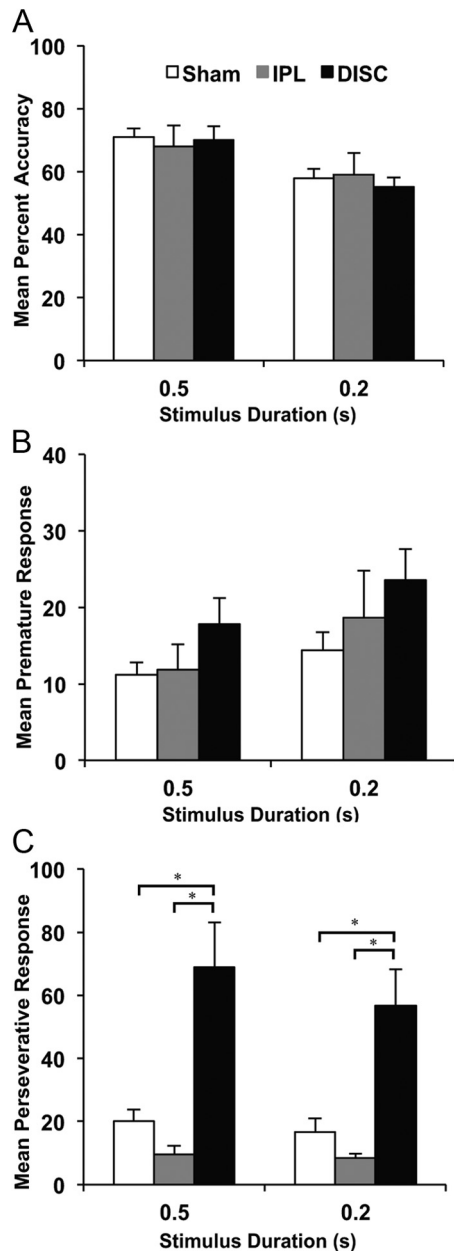 A
100
Sham IPL DISC
80
60
40
20
0
Mean Percent Accuracy
0.5 0.2
Stimulus Duration (s)
B
40
30
20
10
0
Mean Premature Response
0.5 0.2
Stimulus Duration (s)
C
100
80
60
40
20
0
Mean Perseverative Response
* *
* *
0.5 0.2
Stimulus Duration (s)